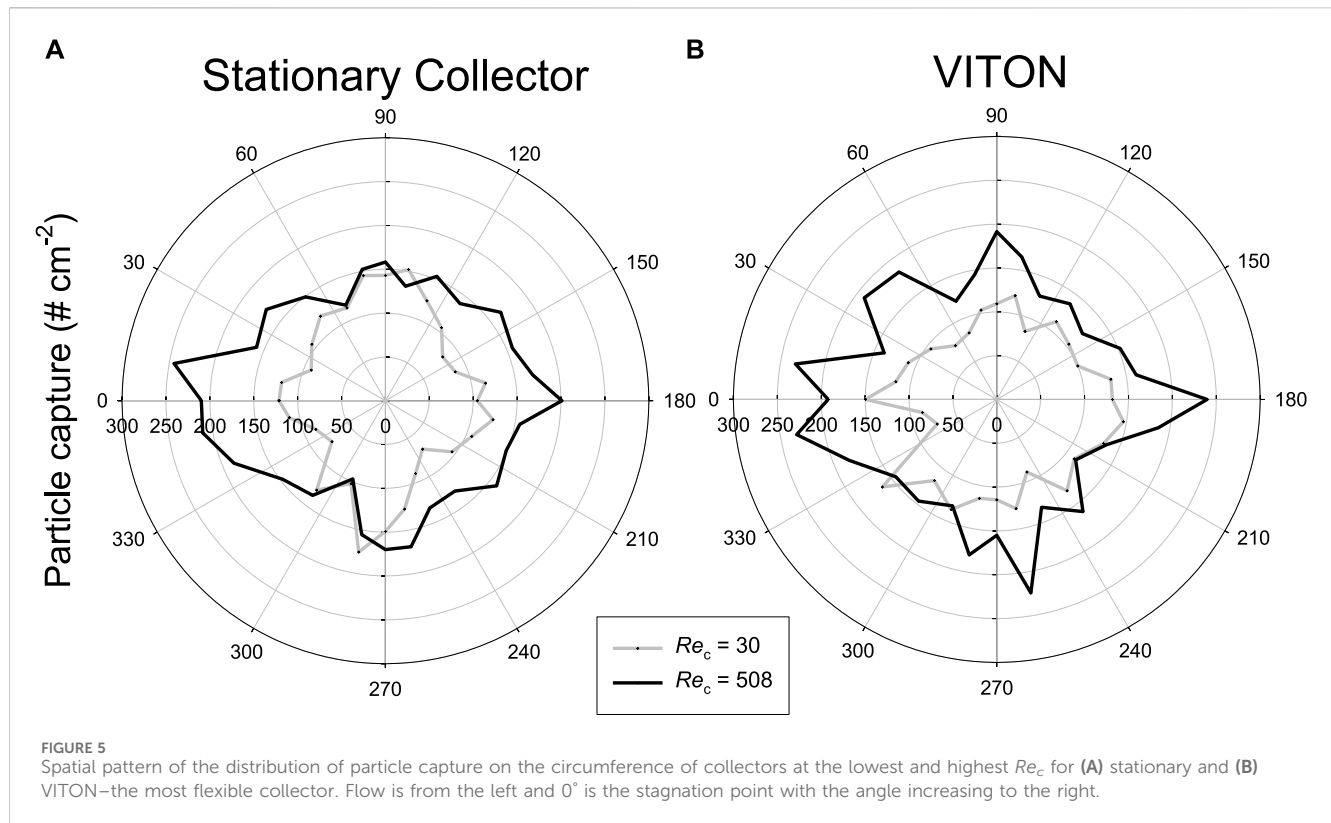 A
B
Stationary Collector
VITON
Particle capture (# cm-2)
90
60
120
30
150
0
180
300 250 200 150 100 50 0
330
210
300
240
270
90
60
120
30
150
0
180
300 250 200 150 100 50 0
330
210
300
240
270
Rec = 30
Rec = 508
FIGURE 5
Spatial pattern of the distribution of particle capture on the circumference of collectors at the lowest and highest Rec for (A) stationary and (B)
VITON–the most flexible collector. Flow is from the left and 0° is the stagnation point with the angle increasing to the right.